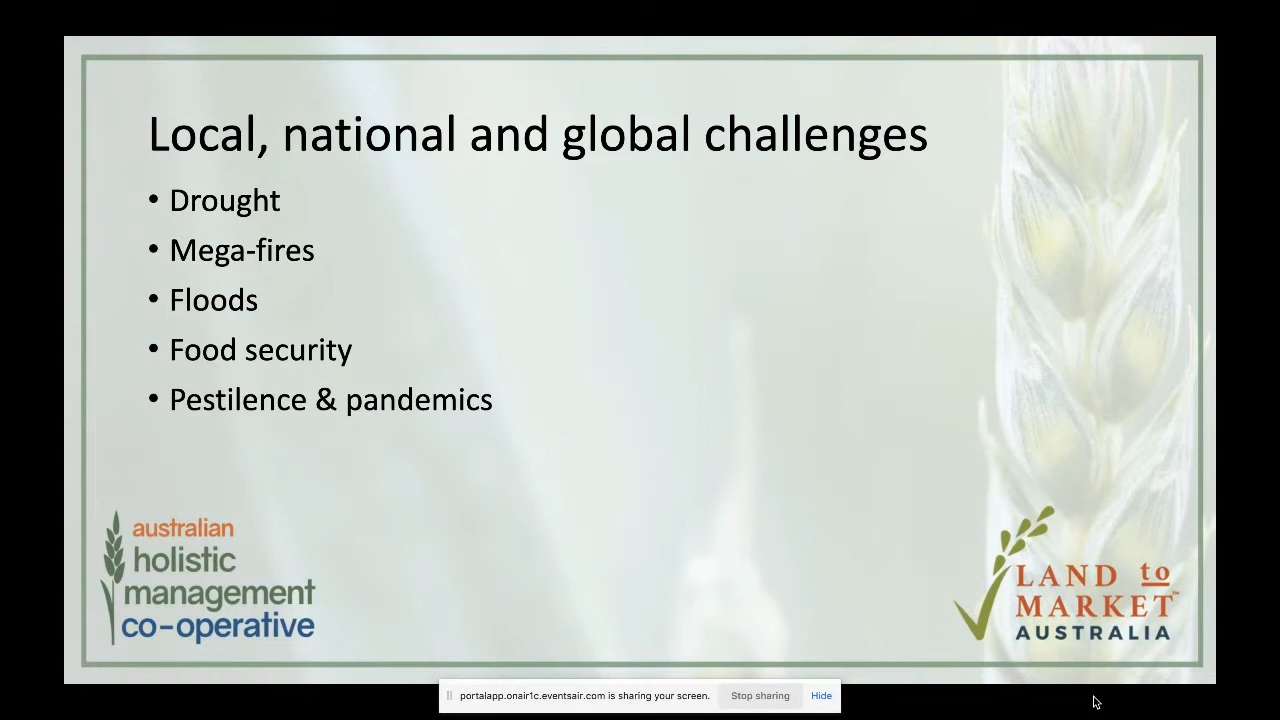 Local, national and global challenges
• Drought
• Mega-fires
• Floods
• Food security
• Pestilence & pandemics
australian
holistic
management
co-operative
LAND to
MARKET™
AUSTRALIA
portalapp.onair1c.eventsair.com is sharing your screen. Stop sharing Hide